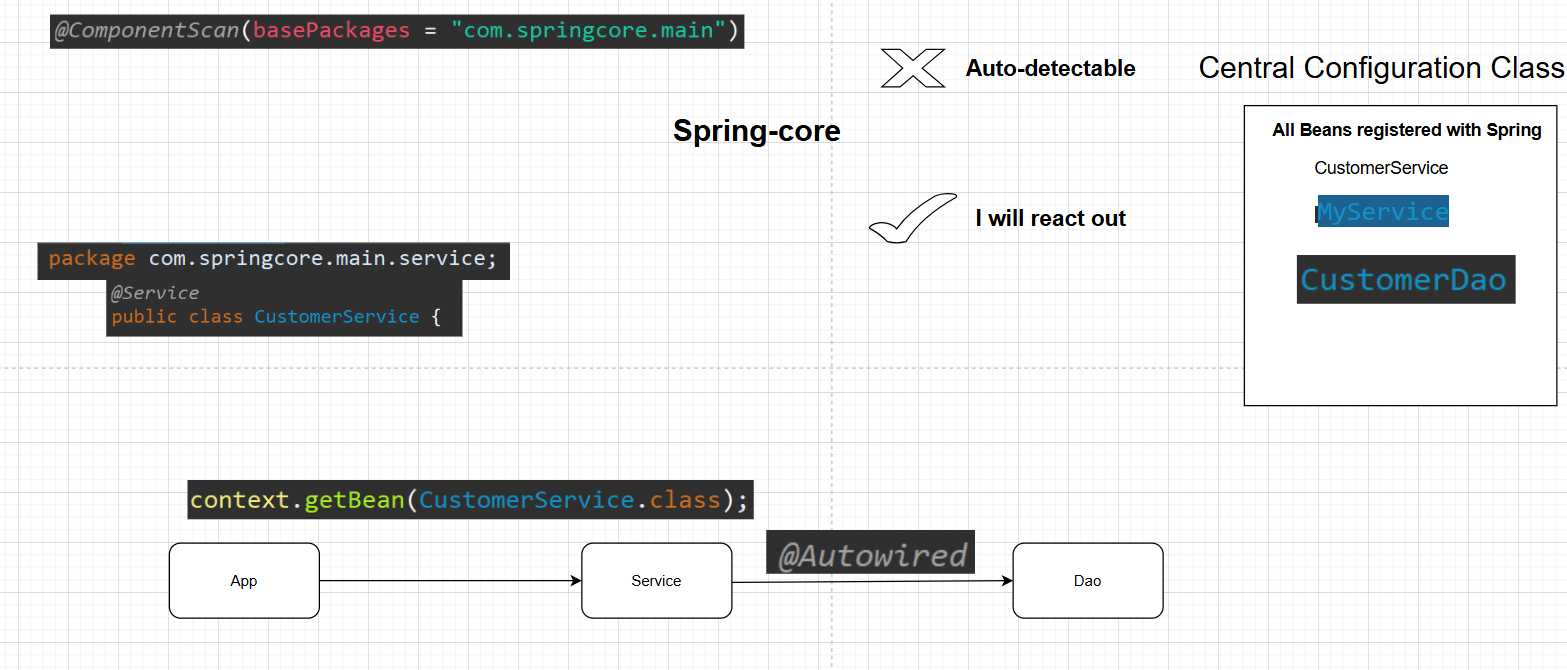 @ComponentScan(basePackages = "com.springcore.main")
Auto-detectable
Central Configuration Class
Spring-core
All Beans registered with Spring
CustomerService
MyService
I will react out
CustomerDao
package com.springcore.main.service;
@Service
public class CustomerService {
context.getBean(CustomerService.class);
@Autowired
App
Service
Dao